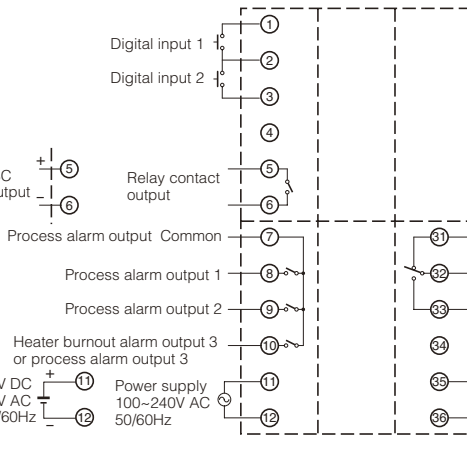 Digital input 1
1
Digital input 2
2
3
4
+
5
C
utput
−
6
Relay contact
output
5
6
Process alarm output Common
7
31
Process alarm output 1
8
32
Process alarm output 2
9
33
Heater burnout alarm output 3
or process alarm output 3
10
34
+
11
V DC
V AC
/60Hz
−
12
Power supply
100~240V AC
50/60Hz
11
35
12
36